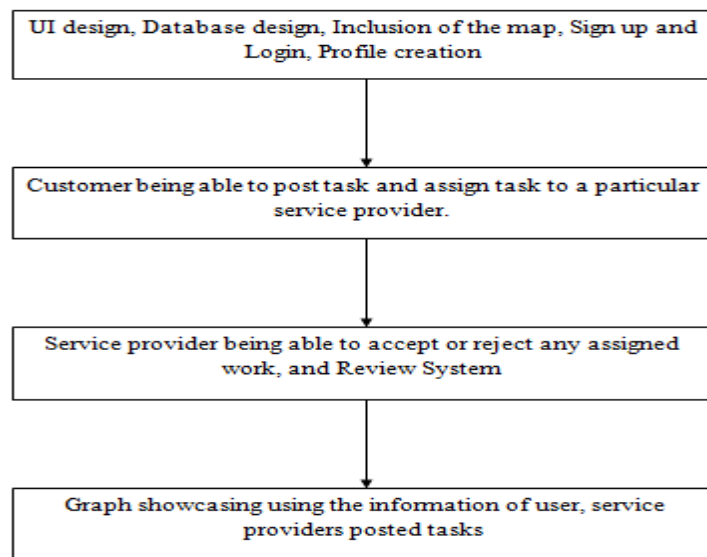 UI design, Database design, Inclusion of the map, Sign up and
Login, Profile creation
Customer being able to post task and assign task to a particular
service provider.
Service provider being able to accept or reject any assigned
work, and Review System
Graph showcasing using the information of user, service
providers posted tasks